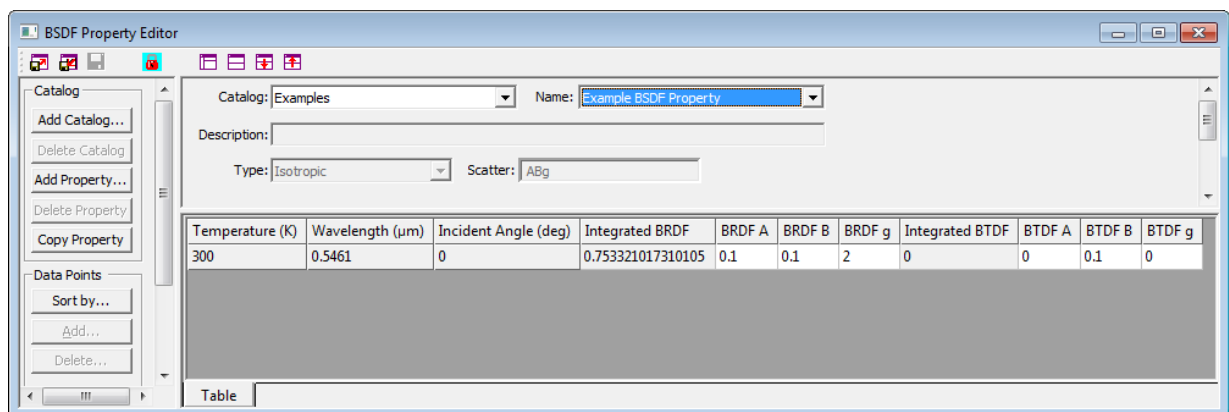 BSDF Property Editor
Catalog
Add Catalog...
Delete Catalog
Add Property...
Delete Property
Copy Property
Data Points
Sort by...
Add...
Delete...
Catalog: Examples Name: Example BSDF Property
Description:
Type: Isotropic Scatter: ABg
Temperature (K) Wavelength (µm) Incident Angle (deg) Integrated BRDF BRDF A BRDF B BRDF g Integrated BTDF BTDF A BTDF B BTDF g
300 0.5461 0 0.753321017310105 0.1 0.1 2 0 0 0.1 0
Table